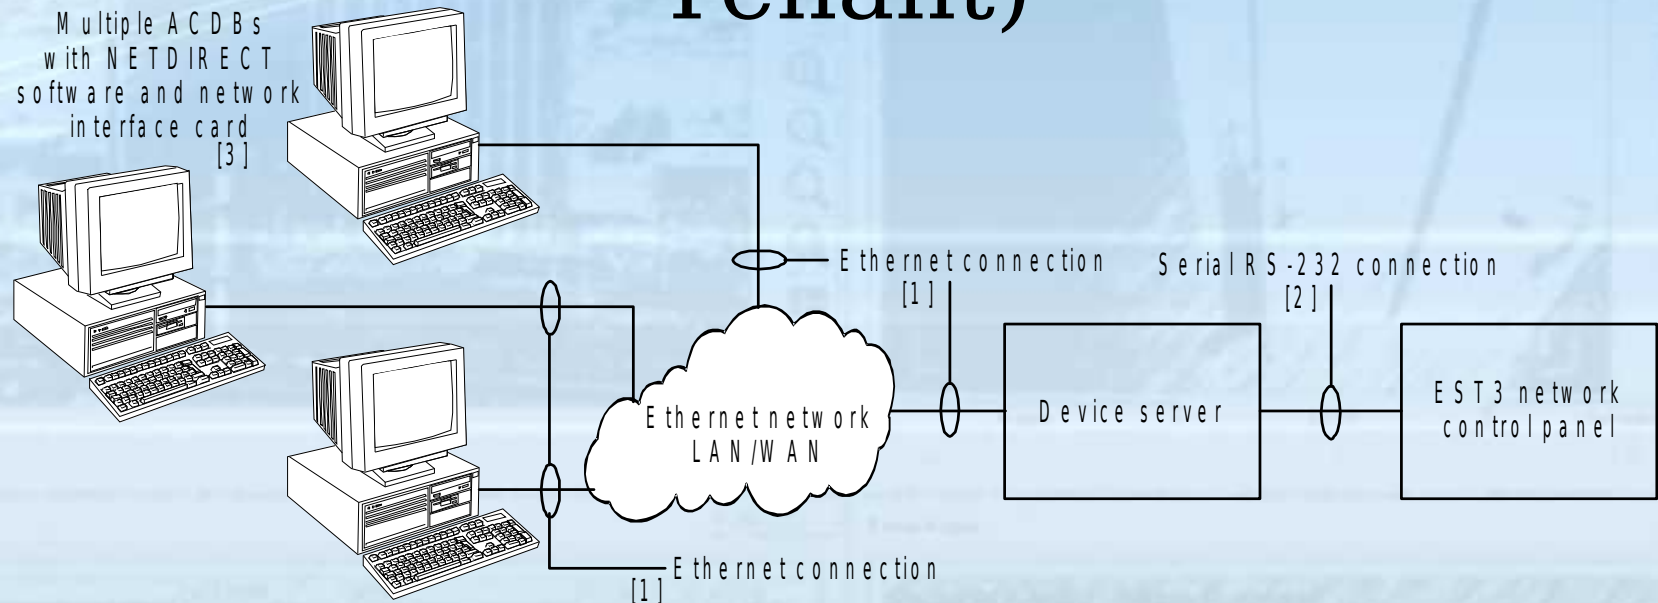 Tenant)
Multiple ACDBs
with NETDIRECT
software and network
interface card
[3]
Ethernet connection
[1]
Serial RS-232 connection
[2]
Ethernet network
LAN/WAN
Device server
EST3 network
control panel
Ethernet connection
[1]